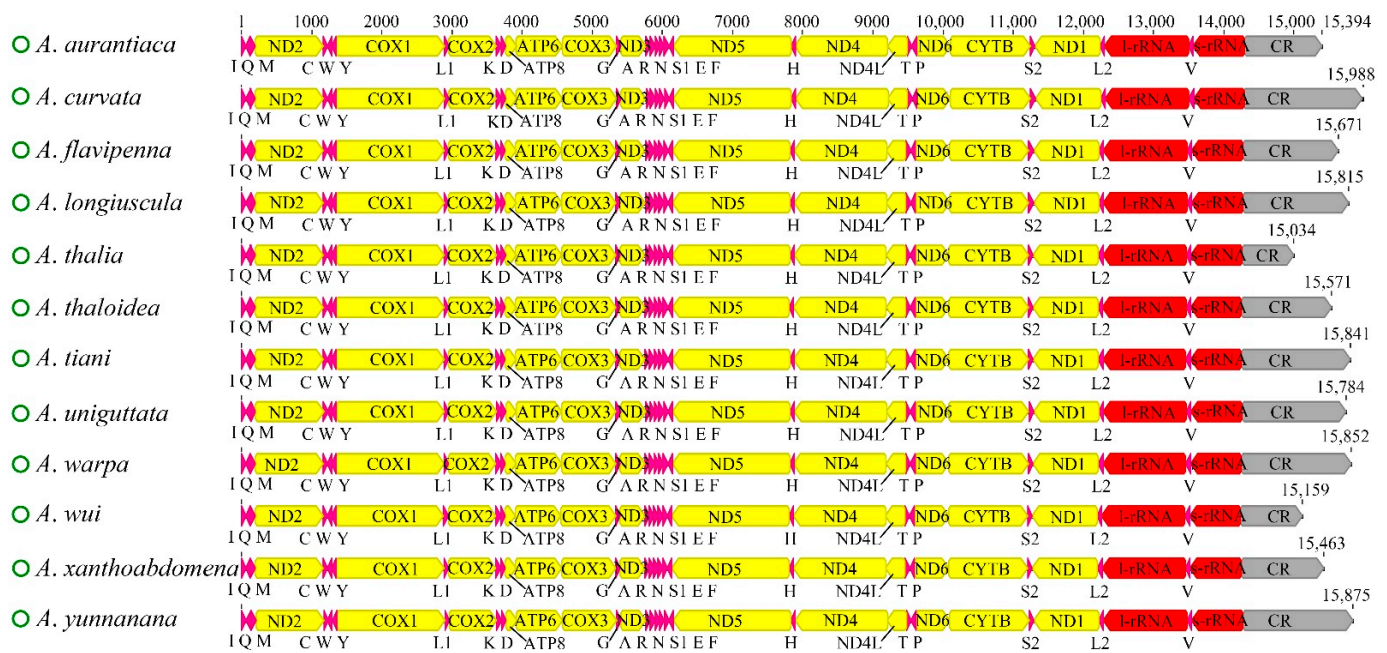 1 1000 2000 3000 4000 5000 6000 7000 8000 9000 10,000 11,000 12,000 13,000 14,000 15,000 15,394
A. aurantiaca ND2 COX1 COX2 ATP6 COX3 ND3 ND5 ND4 ND6 CYTB ND1 l-rRNA s-rRNA CR
I Q M C W Y L1 K D ATP8 G A R N S1 E F H ND4L T P S2 L2 V 15,988
A. curvata ND2 COX1 COX2 ATP6 COX3 ND3 ND5 ND4 ND6 CYTB ND1 l-rRNA s-rRNA CR
I Q M C W Y L1 K D ATP8 G A R N S1 E F H ND4L T P S2 L2 V 15,671
A. flavipenna ND2 COX1 COX2 ATP6 COX3 ND3 ND5 ND4 ND6 CYTB ND1 l-rRNA s-rRNA CR
I Q M C W Y L1 K D ATP8 G A R N S1 E F H ND4L T P S2 L2 V 15,815
A. longiuscula ND2 COX1 COX2 ATP6 COX3 ND3 ND5 ND4 ND6 CYTB ND1 l-rRNA s-rRNA CR
I Q M C W Y L1 K D ATP8 G A R N S1 E F H ND4L T P S2 L2 V 15,034
A. thalia ND2 COX1 COX2 ATP6 COX3 ND3 ND5 ND4 ND6 CYTB ND1 l-rRNA s-rRNA CR
I Q M C W Y L1 K D ATP8 G A R N S1 E F H ND4L T P S2 L2 V 15,571
A. thaloidea ND2 COX1 COX2 ATP6 COX3 ND3 ND5 ND4 ND6 CYTB ND1 l-rRNA s-rRNA CR
I Q M C W Y L1 K D ATP8 G A R N S1 E F H ND4L T P S2 L2 V 15,841
A. tiani ND2 COX1 COX2 ATP6 COX3 ND3 ND5 ND4 ND6 CYTB ND1 l-rRNA s-rRNA CR
I Q M C W Y L1 K D ATP8 G A R N S1 E F H ND4L T P S2 L2 V 15,784
A. uniguttata ND2 COX1 COX2 ATP6 COX3 ND3 ND5 ND4 ND6 CYTB ND1 l-rRNA s-rRNA CR
I Q M C W Y L1 K D ATP8 G A R N S1 E F H ND4L T P S2 L2 V 15,852
A. warpa ND2 COX1 COX2 ATP6 COX3 ND3 ND5 ND4 ND6 CYTB ND1 l-rRNA s-rRNA CR
I Q M C W Y L1 K D ATP8 G A R N S1 E F H ND4L T P S2 L2 V 15,159
A. wui ND2 COX1 COX2 ATP6 COX3 ND3 ND5 ND4 ND6 CYTB ND1 l-rRNA s-rRNA CR
I Q M C W Y L1 K D ATP8 G A R N S1 E F H ND4L T P S2 L2 V 15,463
A. xanthoabdomena ND2 COX1 COX2 ATP6 COX3 ND3 ND5 ND4 ND6 CYTB ND1 l-rRNA s-rRNA CR
I Q M C W Y L1 K D ATP8 G A R N S1 E F H ND4L T P S2 L2 V 15,875
A. yunnanana ND2 COX1 COX2 ATP6 COX3 ND3 ND5 ND4 ND6 CYTB ND1 l-rRNA s-rRNA CR
I Q M C W Y L1 K D ATP8 G A R N S1 E F H ND4L T P S2 L2 V